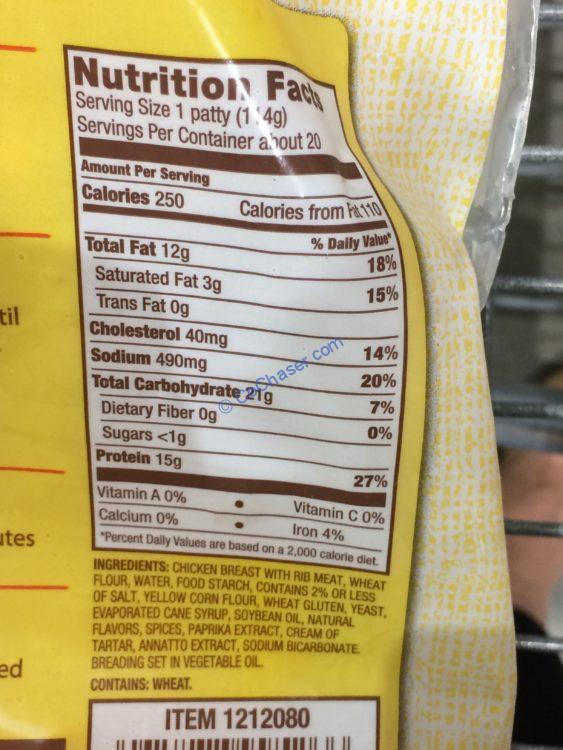 Nutrition Facts
Serving Size 1 patty (1 4g)
Servings Per Container about 20
Amount Per Serving
Calories 250 Calories from Fat 110
% Daily Value*
Total Fat 12g 18%
Saturated Fat 3g 15%
Trans Fat 0g
Cholesterol 40mg 14%
Sodium 490mg 20%
Total Carbohydrate 21g 7%
Dietary Fiber 0g 0%
Sugars <1g
Protein 15g 27%
Vitamin A 0% • Vitamin C 0%
Calcium 0% • Iron 4%
*Percent Daily Values are based on a 2,000 calorie diet.
INGREDIENTS: CHICKEN BREAST WITH RIB MEAT, WHEAT
FLOUR, WATER, FOOD STARCH, CONTAINS 2% OR LESS
OF SALT, YELLOW CORN FLOUR, WHEAT GLUTEN, YEAST,
EVAPORATED CANE SYRUP, SOYBEAN OIL, NATURAL
FLAVORS, SPICES, PAPRIKA EXTRACT, CREAM OF
TARTAR, ANNATTO EXTRACT, SODIUM BICARBONATE.
BREADING SET IN VEGETABLE OIL.
CONTAINS: WHEAT.
ITEM 1212080
til
utes
ed